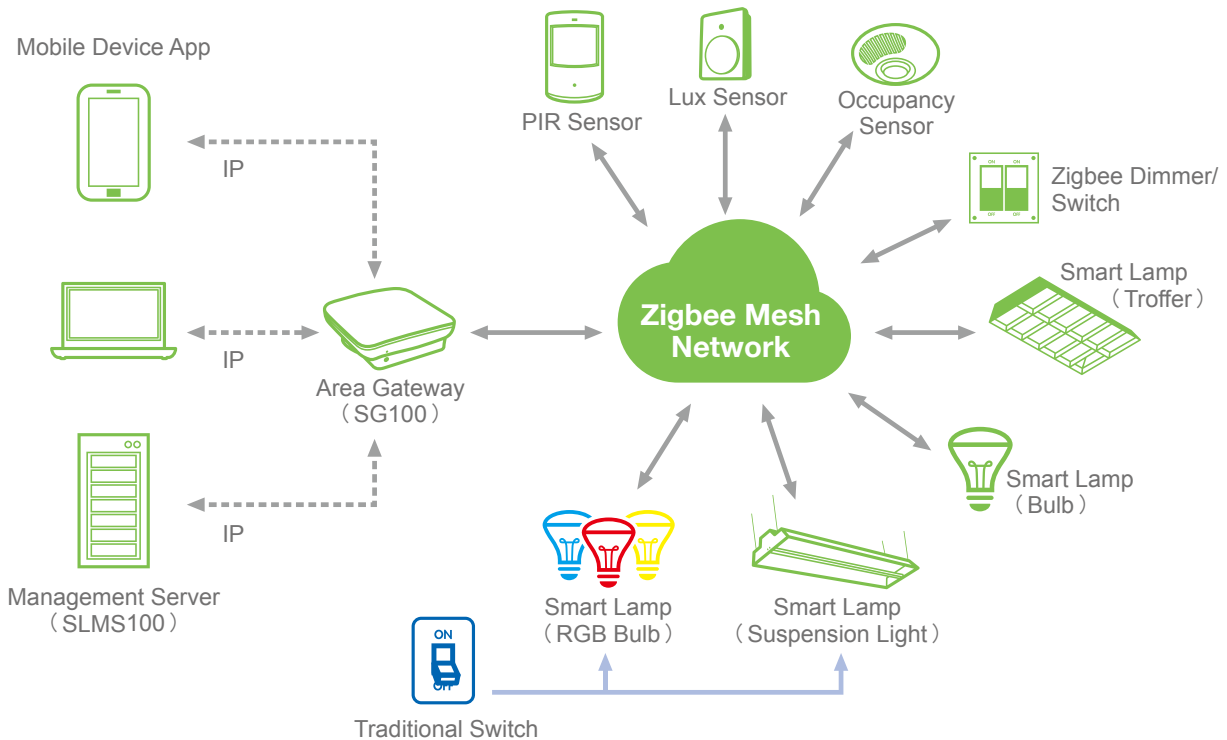 Mobile Device App
IP
IP
IP
Management Server
（SLMS100）
Area Gateway
（SG100）
PIR Sensor
Lux Sensor
Occupancy
Sensor
ON ON
OFF OFF
Zigbee Dimmer/
Switch
Smart Lamp
（Troffer）
Zigbee Mesh
Network
Smart Lamp
（Bulb）
Smart Lamp
（RGB Bulb）
Smart Lamp
（Suspension Light）
ON
OFF
Traditional Switch